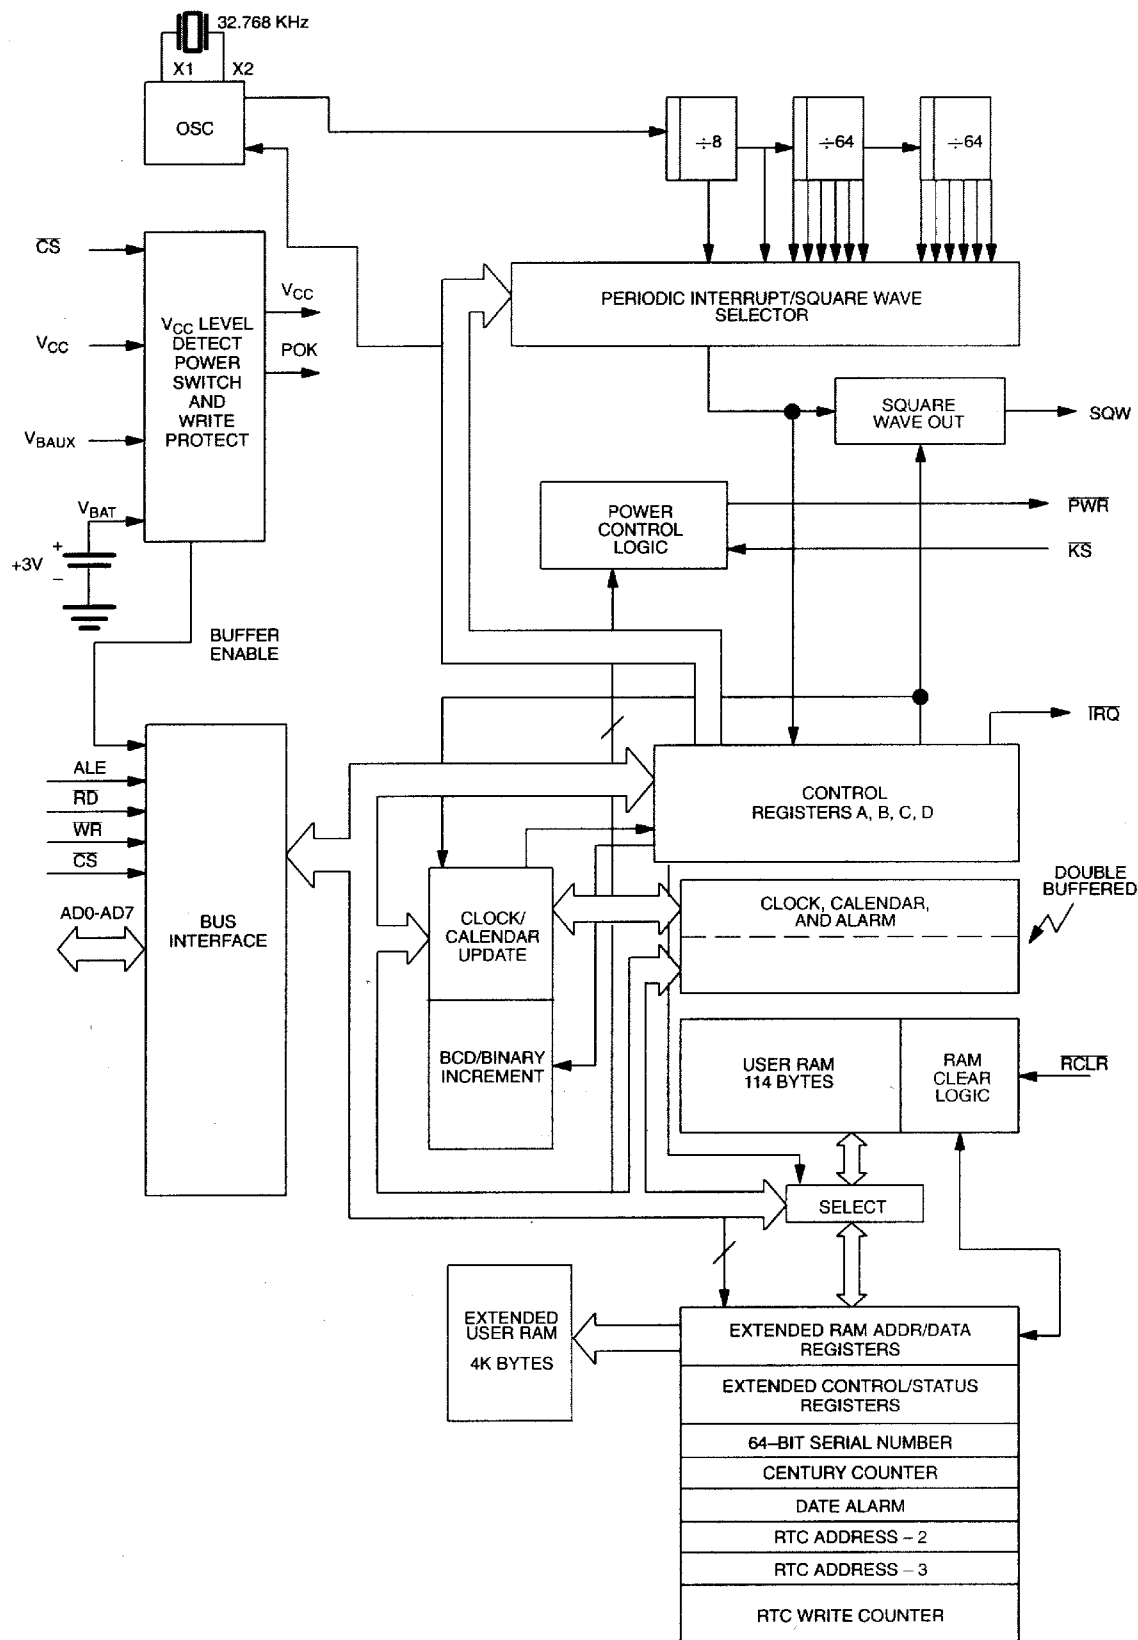 32.768 KHz
X1
X2
OSC
÷8
÷64
÷64
CS
VCC
VBAUX
VBAT
+3V
+
–
VCC LEVEL
DETECT
POWER
SWITCH
AND
WRITE
PROTECT
VCC
POK
PERIODIC INTERRUPT/SQUARE WAVE
SELECTOR
SQUARE
WAVE OUT
SQW
POWER
CONTROL
LOGIC
PWR
KS
BUFFER
ENABLE
IRQ
ALE
RD
WR
CS
AD0-AD7
BUS
INTERFACE
CONTROL
REGISTERS A, B, C, D
CLOCK/
CALENDAR
UPDATE
BCD/BINARY
INCREMENT
CLOCK, CALENDAR,
AND ALARM
DOUBLE
BUFFERED
USER RAM
114 BYTES
RAM
CLEAR
LOGIC
RCLR
SELECT
EXTENDED
USER RAM
4K BYTES
EXTENDED RAM ADDR/DATA
REGISTERS
EXTENDED CONTROL/STATUS
REGISTERS
64–BIT SERIAL NUMBER
CENTURY COUNTER
DATE ALARM
RTC ADDRESS – 2
RTC ADDRESS – 3
RTC WRITE COUNTER